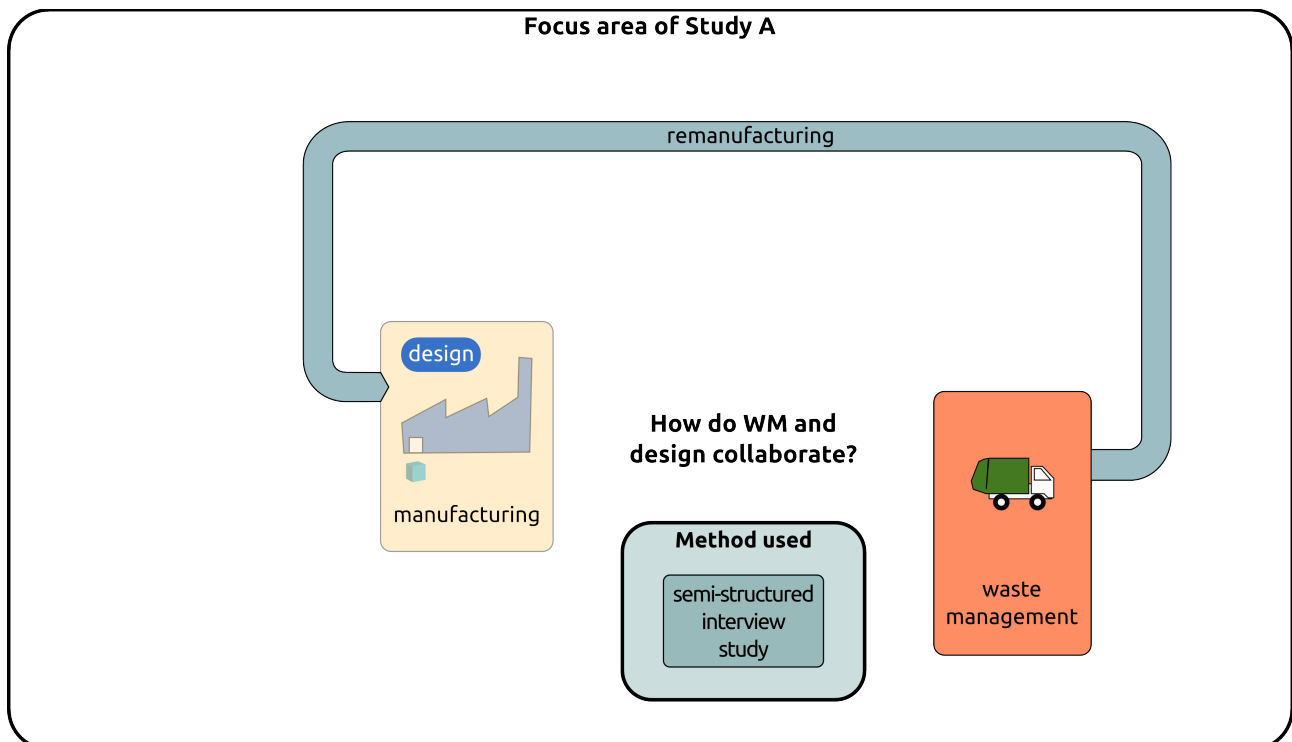 Focus area of Study A
remanufacturing
design
manufacturing
How do WM and
design collaborate?
Method used
semi-structured
interview
study
waste
management